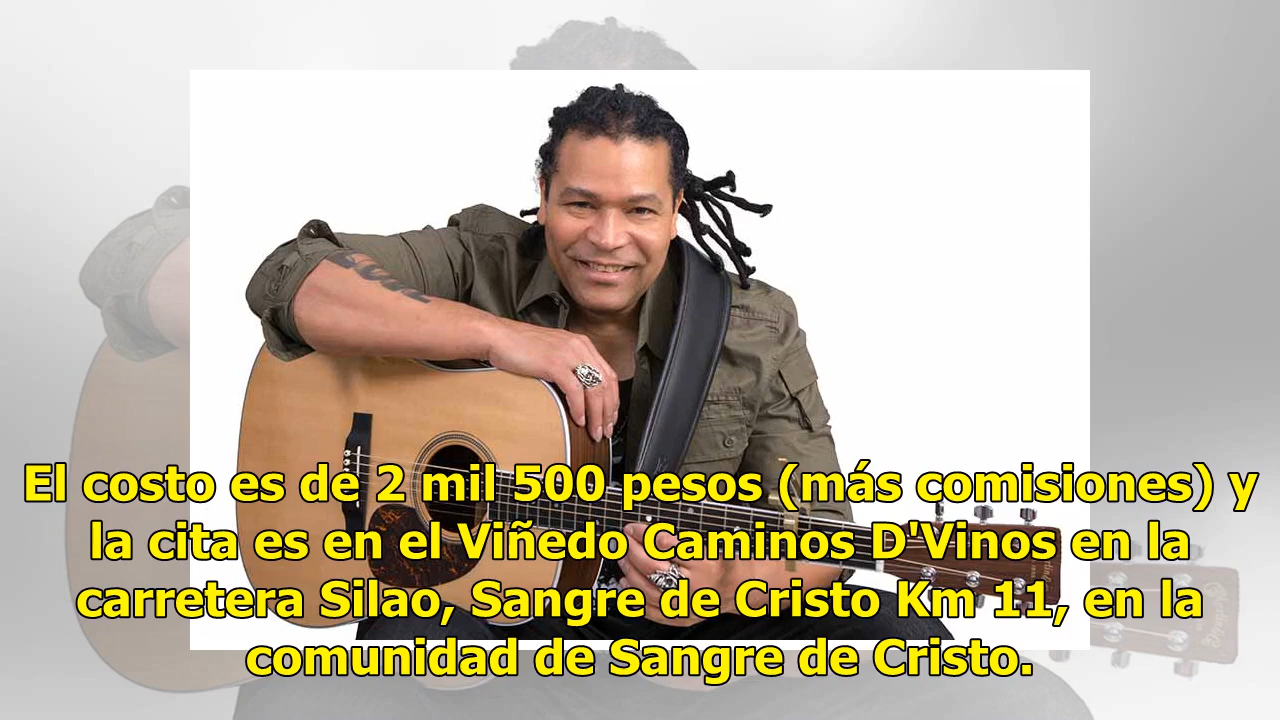 El costo es de 2 mil 500 pesos (más comisiones) y
la cita es en el Viñedo Caminos D'Vinos en la
carretera Silao, Sangre de Cristo Km 11, en la
comunidad de Sangre de Cristo.